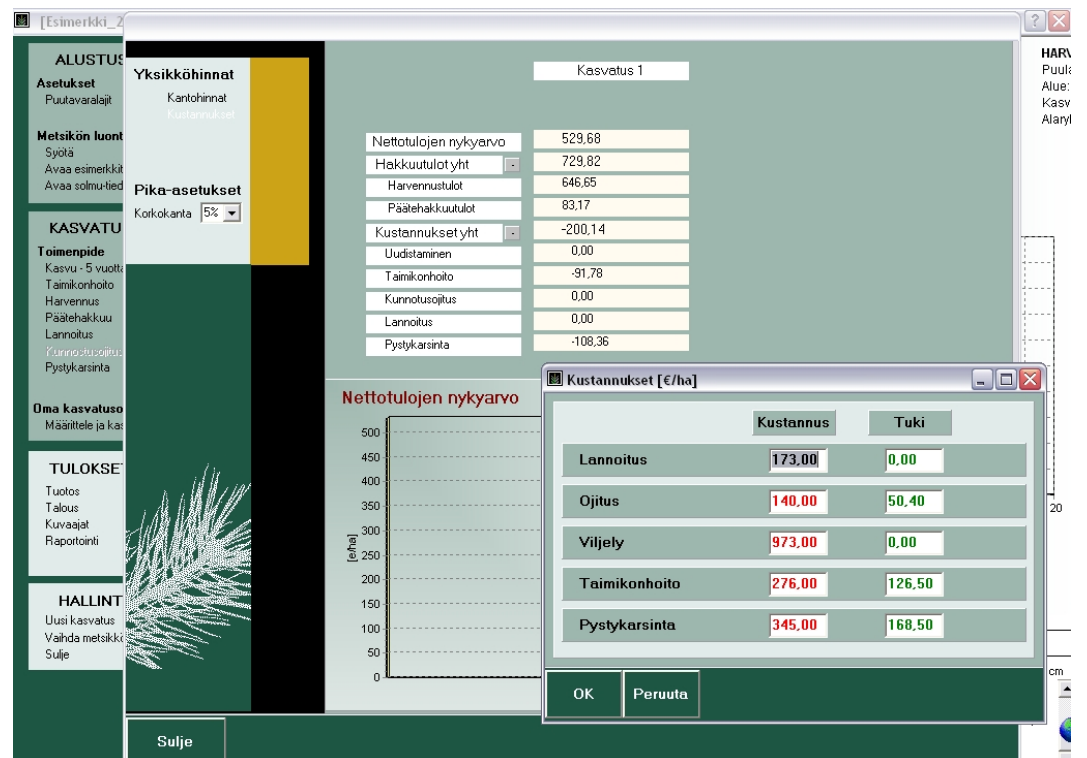 [Esimerkki_2
ALUSTUS
Asetukset
Puutavaralajit
Metsikön luont
Syötä
Avaa esimerkkit
Avaa solmu-tied
KASVATU
Toimenpide
Kasvu - 5 vuotta
Taimikonhoito
Harvennus
Päätehakkuu
Lannoitus
Kunnostusojitus
Pystykarsinta
Oma kasvatuso
Määrittele ja kas
TULOKSET
Tuotos
Talous
Kuvaajat
Raportointi
HALLINT
Uusi kasvatus
Vaihda metsikkö
Sulje
Yksikköhinnat
Kantohinnat
Kustannukset
Pika-asetukset
Korkokanta 5%
Kasvatus 1
Nettotulojen nykyarvo 529,68
Hakkuutulot yht - 729,82
Harvennustulot 646,65
Päätehakkuutulot 83,17
Kustannukset yht - -200,14
Uudistaminen 0,00
Taimikonhoito -91,78
Kunnotusojitus 0,00
Lannoitus 0,00
Pystykarsinta -108,36
Nettotulojen nykyarvo
[e/ha]
500
450
400
350
300
250
200
150
100
50
0
Sulje
Kustannukset [€/ha]
Kustannus Tuki
Lannoitus 173,00 0,00
Ojitus 140,00 50,40
Viljely 973,00 0,00
Taimikonhoito 276,00 126,50
Pystykarsinta 345,00 168,50
OK Peruuta
?
HARV
Puula
Alue:
Kasv
Alaryh
20
cm